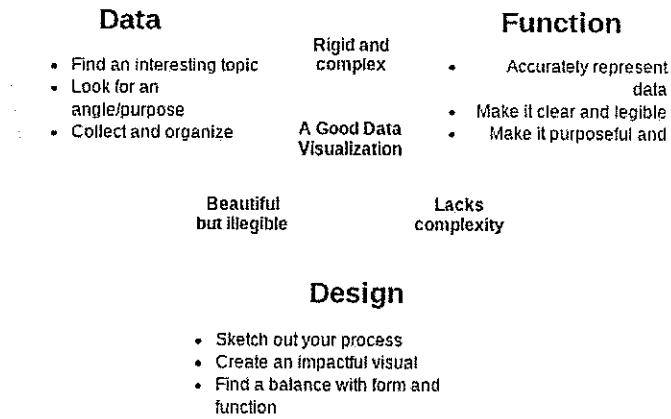 Data
• Find an interesting topic
• Look for an
angle/purpose
• Collect and organize
Rigid and
complex
Function
• Accurately represent
data
• Make it clear and legible
• Make it purposeful and
A Good Data
Visualization
Beautiful
but illegible
Lacks
complexity
Design
• Sketch out your process
• Create an impactful visual
• Find a balance with form and
function